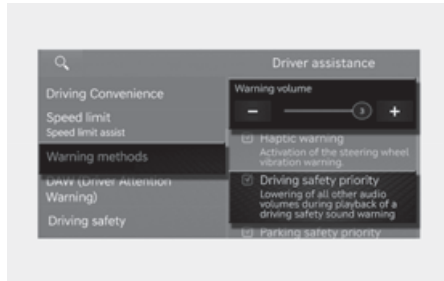 Driver assistance
Driving Convenience
Speed limit
Speed limit assist
Warning methods
DAW (Driver Attention
Warning)
Driving safety
Warning volume
3
Haptic warning
Activation of the steering wheel
vibration warning.
Driving safety priority
Lowering of all other audio
volumes during playback of a
driving safety sound warning
Parking safety priority